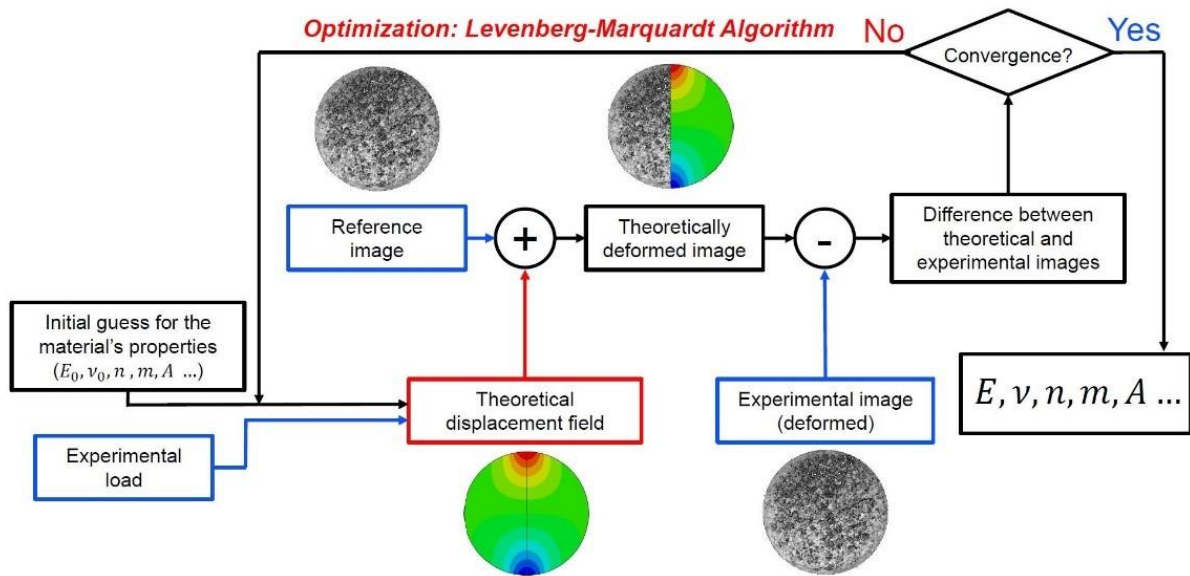 Optimization: Levenberg-Marquardt Algorithm
No
Yes
Convergence?
Reference
image
+
Theoretically
deformed image
-
Difference between
theoretical and
experimental images
Initial guess for the
material's properties
(E₀, ν₀, n , m, A ...)
Experimental
load
Theoretical
displacement field
Experimental image
(deformed)
E, ν, n, m, A ...